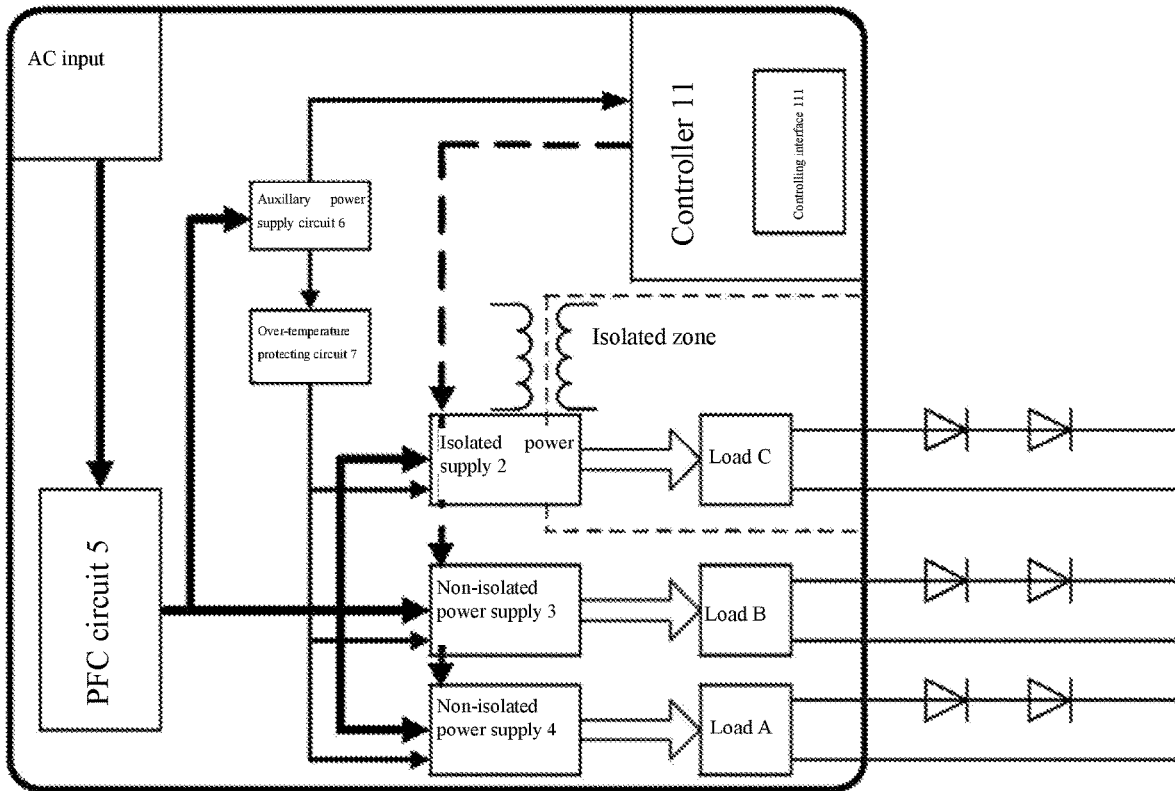 AC input
Controller 11
Controlling interface 111
Auxillary power
supply circuit 6
Over-temperature
protecting circuit 7
Isolated zone
Isolated power
supply 2
Load C
PFC circuit 5
Non-isolated
power supply 3
Load B
Non-isolated
power supply 4
Load A